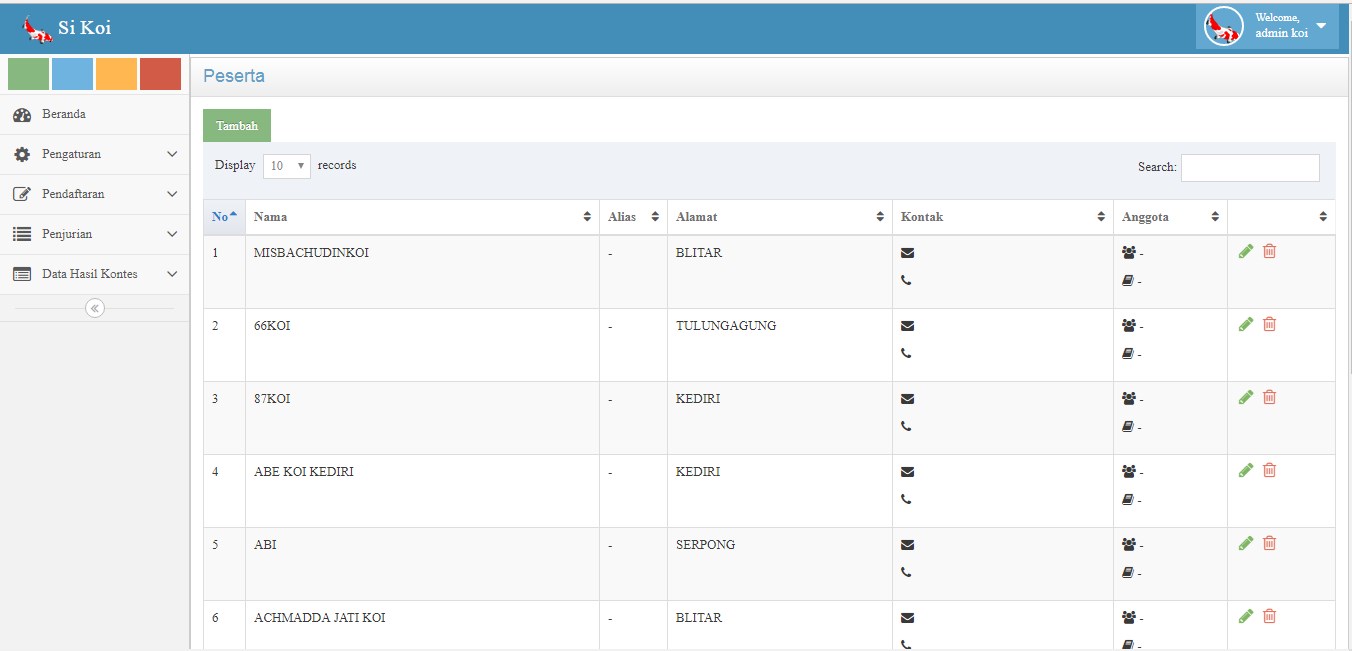 Si Koi
Welcome,
admin koi
Beranda
Pengaturan
Pendaftaran
Penjurian
Data Hasil Kontes
Peserta
Tambah
Display 10 records
Search:
No Nama Alias Alamat Kontak Anggota
1 MISBACHUDINKOI - BLITAR -
-
2 66KOI - TULUNGAGUNG -
-
3 87KOI - KEDIRI -
-
4 ABE KOI KEDIRI - KEDIRI -
-
5 ABI - SERPONG -
-
6 ACHMADDA JATI KOI - BLITAR -
-